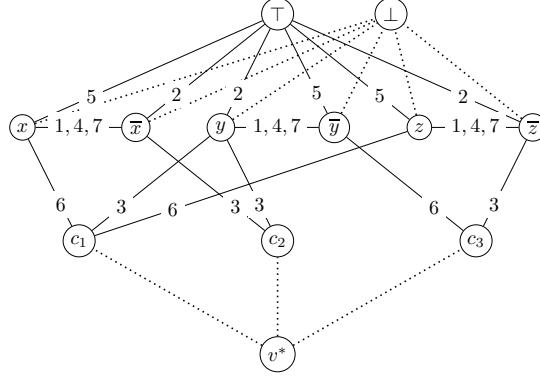 ⊤ ⊥
5 2 2 5 5 2
x 1, 4, 7 x̅ y 1, 4, 7 y̅ z 1, 4, 7 z̅
6 3 6 3 3 6 3
c₁ c₂ c₃
v*